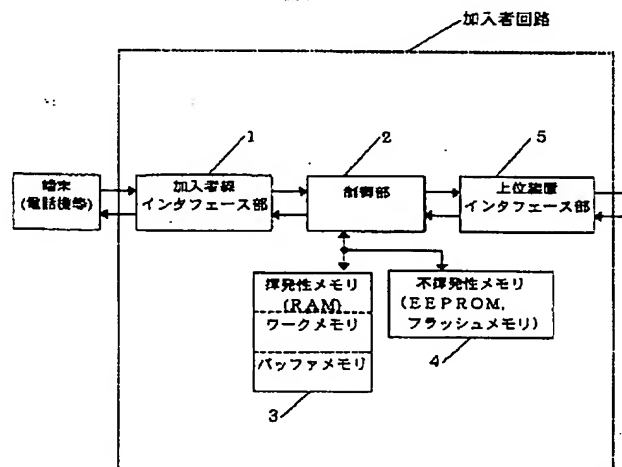 加入者回路
1
2
5
端末
(電話機等)
加入者線
インタフェース部
制御部
上位装置
インタフェース部
揮発性メモリ
(RAM)
ワークメモリ
バッファメモリ
3
不揮発性メモリ
(EEPROM,
フラッシュメモリ)
4